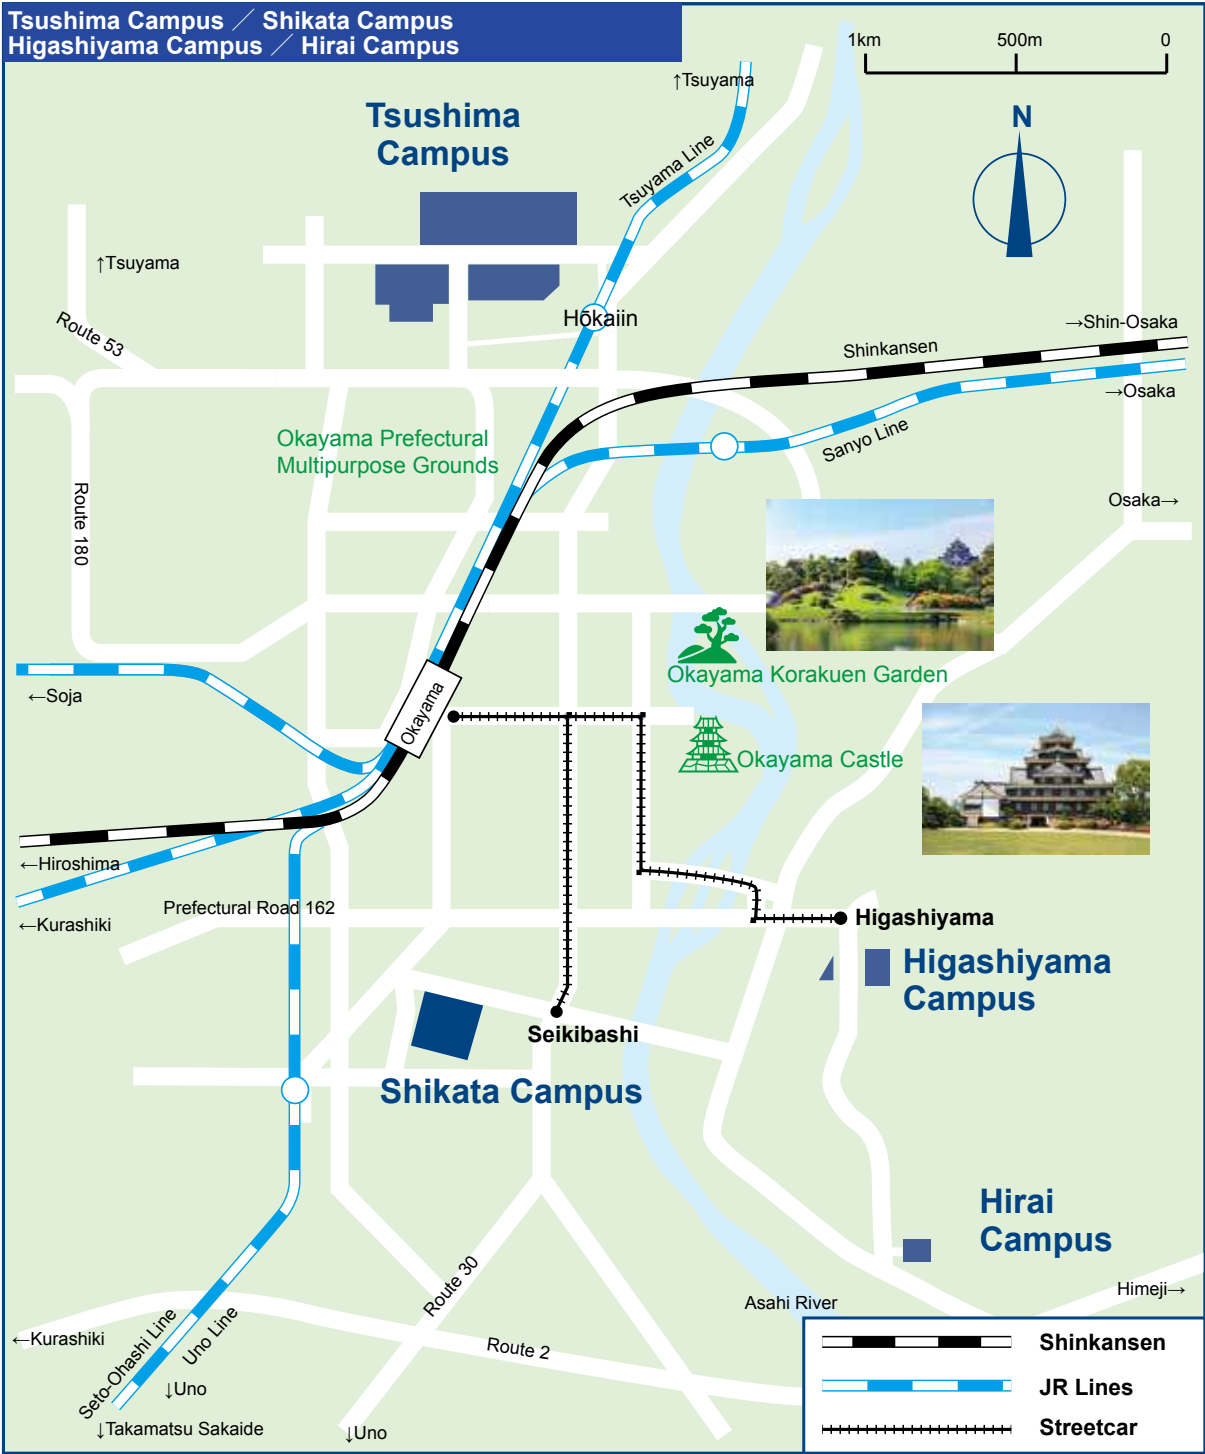 Tsushima Campus ／ Shikata Campus
Higashiyama Campus ／ Hirai Campus
1km 500m 0
N
↑Tsuyama
Tsushima
Campus
Tsuyama Line
↑Tsuyama
Route 53
Hōkaiin
→Shin-Osaka
Shinkansen
→Osaka
Sanyo Line
Okayama Prefectural
Multipurpose Grounds
Route 180
Osaka→
Okayama Korakuen Garden
←Soja
Okayama
Okayama Castle
←Hiroshima
Prefectural Road 162
←Kurashiki
Higashiyama
Higashiyama
Campus
Seikibashi
Shikata Campus
Hirai
Campus
Route 30
Himeji→
Asahi River
←Kurashiki
Seto-Ohashi Line
Uno Line
Route 2
↓Uno
↓Takamatsu Sakaide
↓Uno
Shinkansen
JR Lines
Streetcar